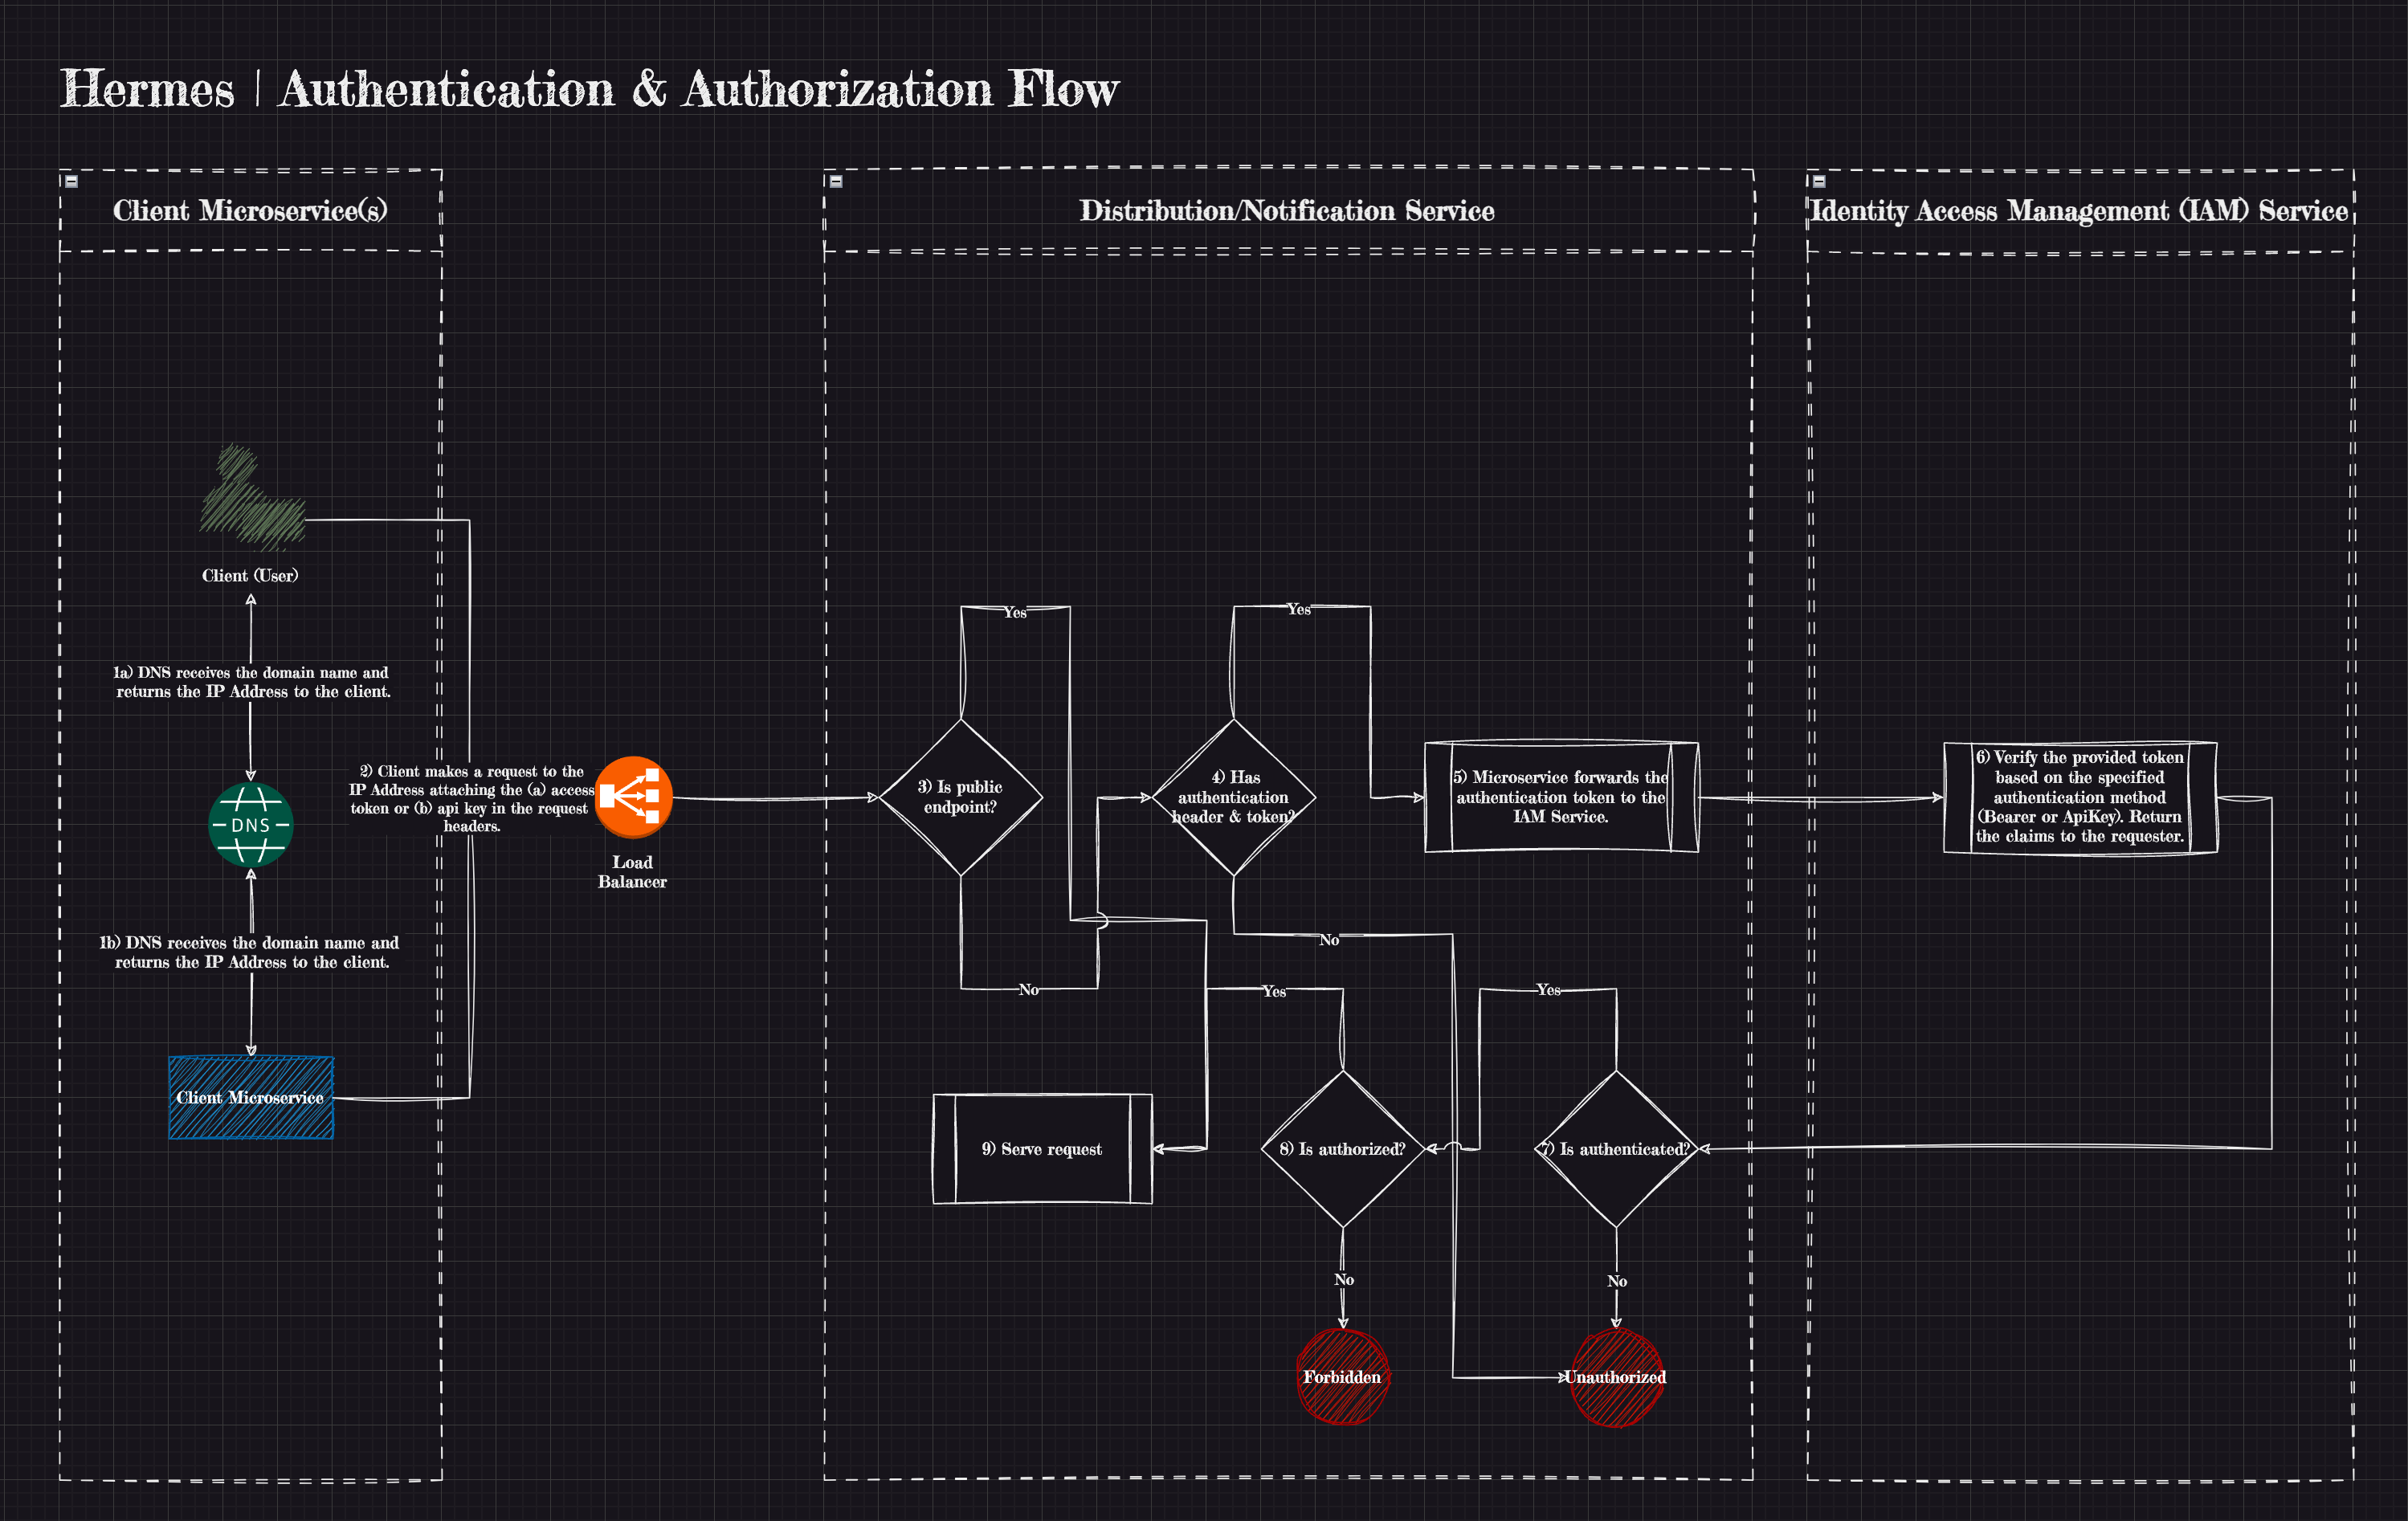 Hermes | Authentication & Authorization Flow
Client Microservice(s)
Distribution/Notification Service
Identity Access Management (IAM) Service
Client (User)
1a) DNS receives the domain name and
returns the IP Address to the client.
DNS
1b) DNS receives the domain name and
returns the IP Address to the client.
Client Microservice
2) Client makes a request to the
IP Address attaching the (a) access
token or (b) api key in the request
headers.
Load
Balancer
Yes
3) Is public
endpoint?
No
Yes
4) Has
authentication
header & token?
No
5) Microservice forwards the
authentication token to the
IAM Service.
6) Verify the provided token
based on the specified
authentication method
(Bearer or ApiKey). Return
the claims to the requester.
Yes
7) Is authenticated?
No
Unauthorized
Yes
8) Is authorized?
No
Forbidden
9) Serve request